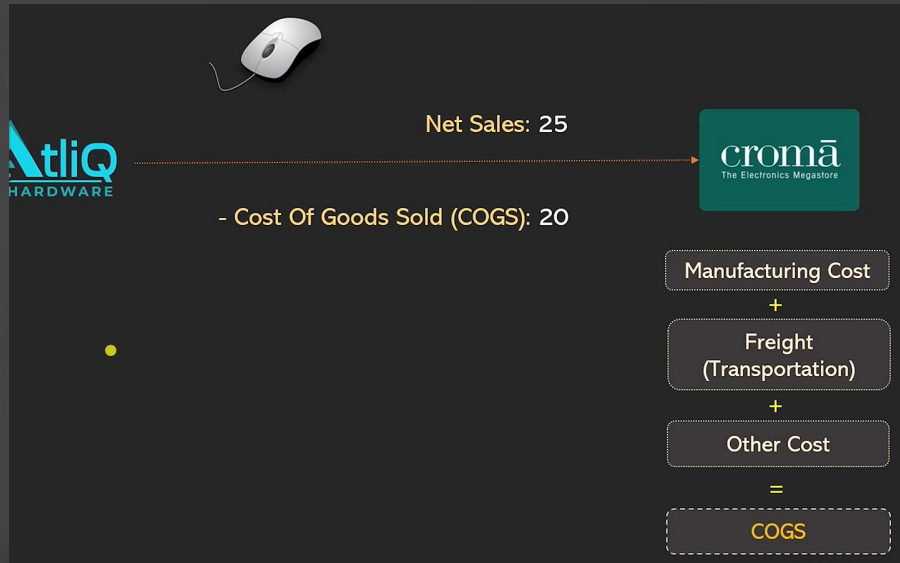 Net Sales: 25
AtliQ
HARDWARE
cromā
The Electronics Megastore
- Cost Of Goods Sold (COGS): 20
Manufacturing Cost
+
Freight
(Transportation)
+
Other Cost
=
COGS